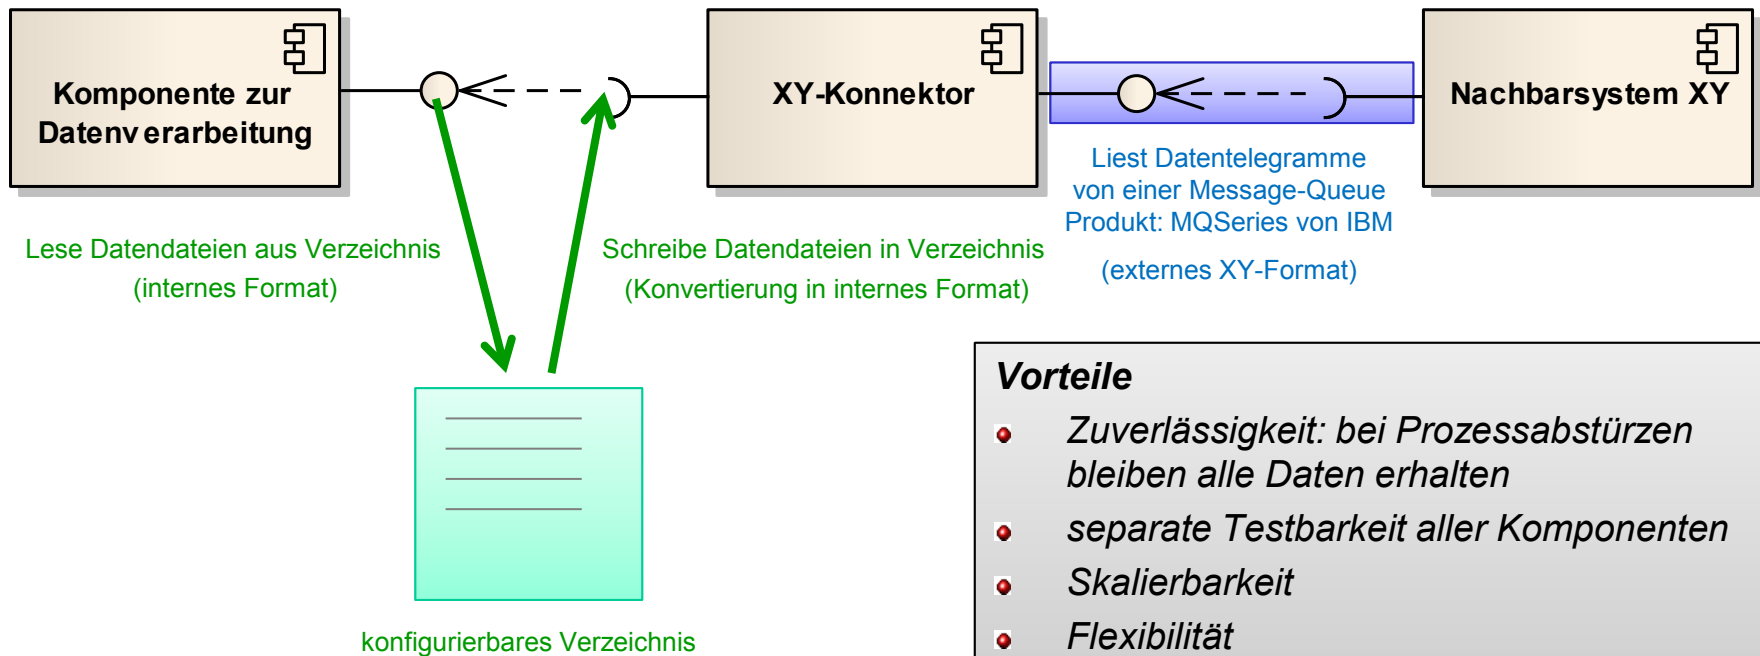 Komponente zur
Datenverarbeitung
XY-Konnektor
Nachbarsystem XY
Liest Datentelegramme
von einer Message-Queue
Produkt: MQSeries von IBM
(externes XY-Format)
Lese Datendateien aus Verzeichnis
(internes Format)
Schreibe Datendateien in Verzeichnis
(Konvertierung in internes Format)
konfigurierbares Verzeichnis
Vorteile
Zuverlässigkeit: bei Prozessabstürzen
bleiben alle Daten erhalten
separate Testbarkeit aller Komponenten
Skalierbarkeit
Flexibilität